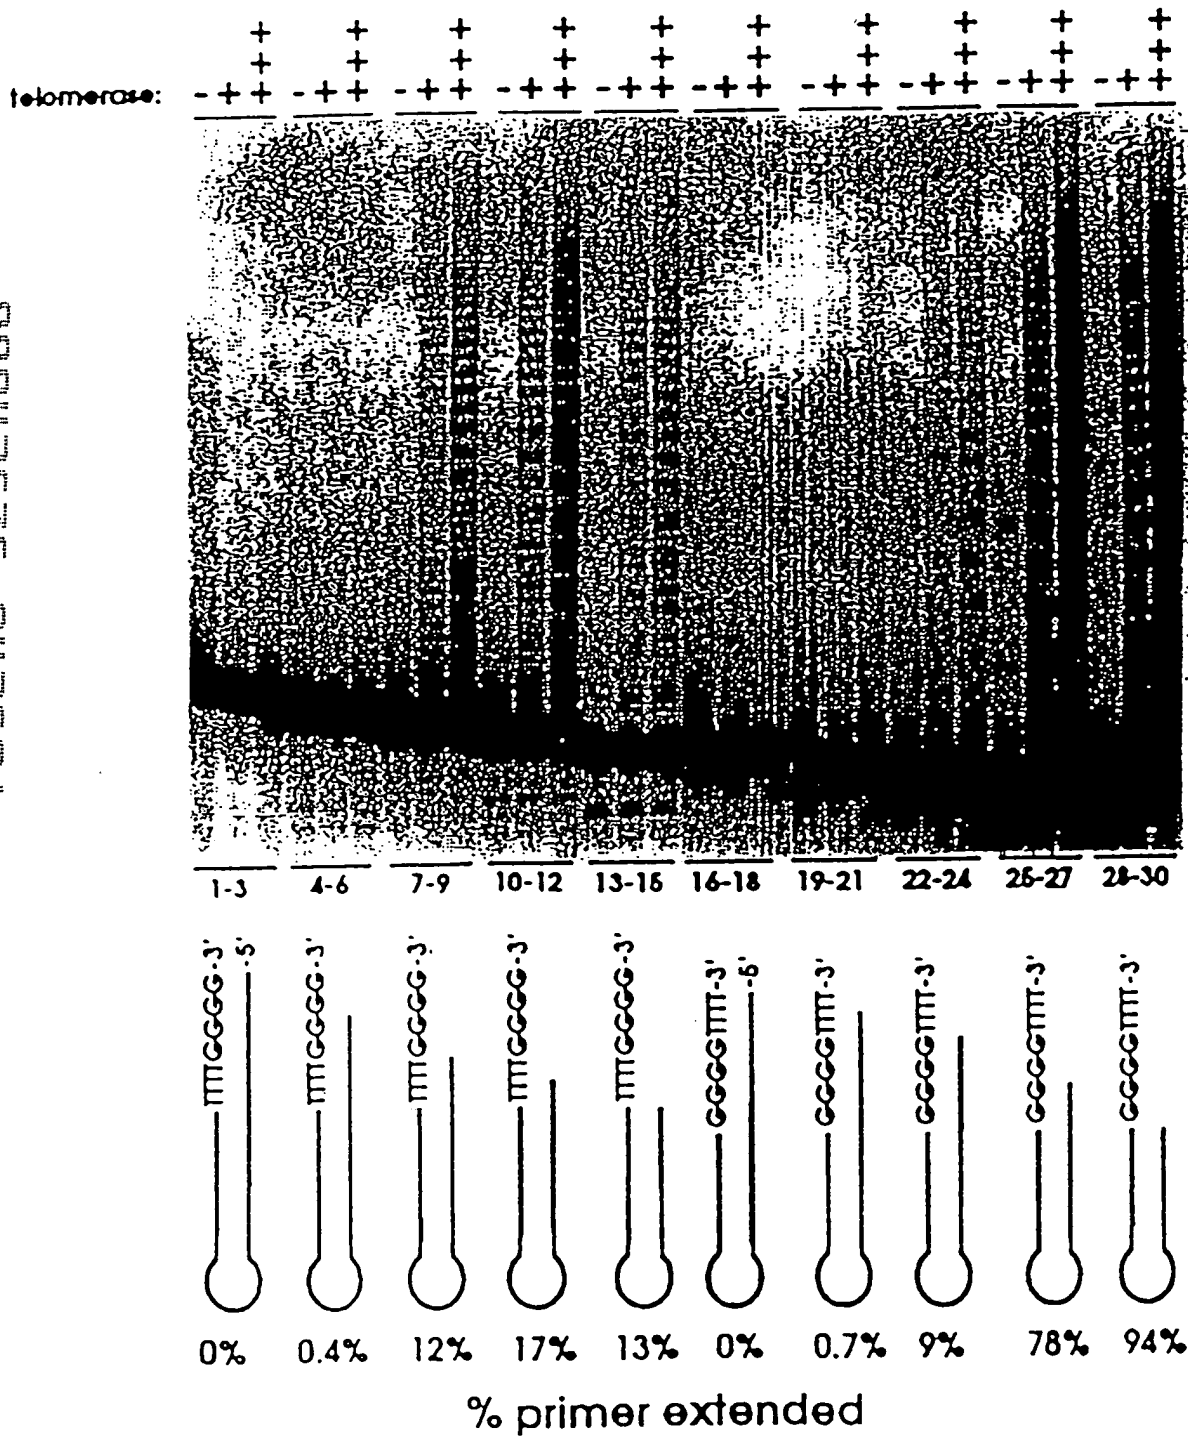 + + + + + + + + + +
+ + + + + + + + + +
telomerase: - + + - + + - + + - + + - + + - + + - + + - + + - + + - + +
1-3 4-6 7-9 10-12 13-15 16-18 19-21 22-24 25-27 28-30
TTTTGGGG-3' -5' TTTTGGGG-3' TTTTGGGG-3' TTTTGGGG-3' TTTTGGGG-3' GGGGTTTT-3' -5' GGGGTTTT-3' GGGGTTTT-3' GGGGTTTT-3' GGGGTTTT-3'
0% 0.4% 12% 17% 13% 0% 0.7% 9% 78% 94%
% primer extended